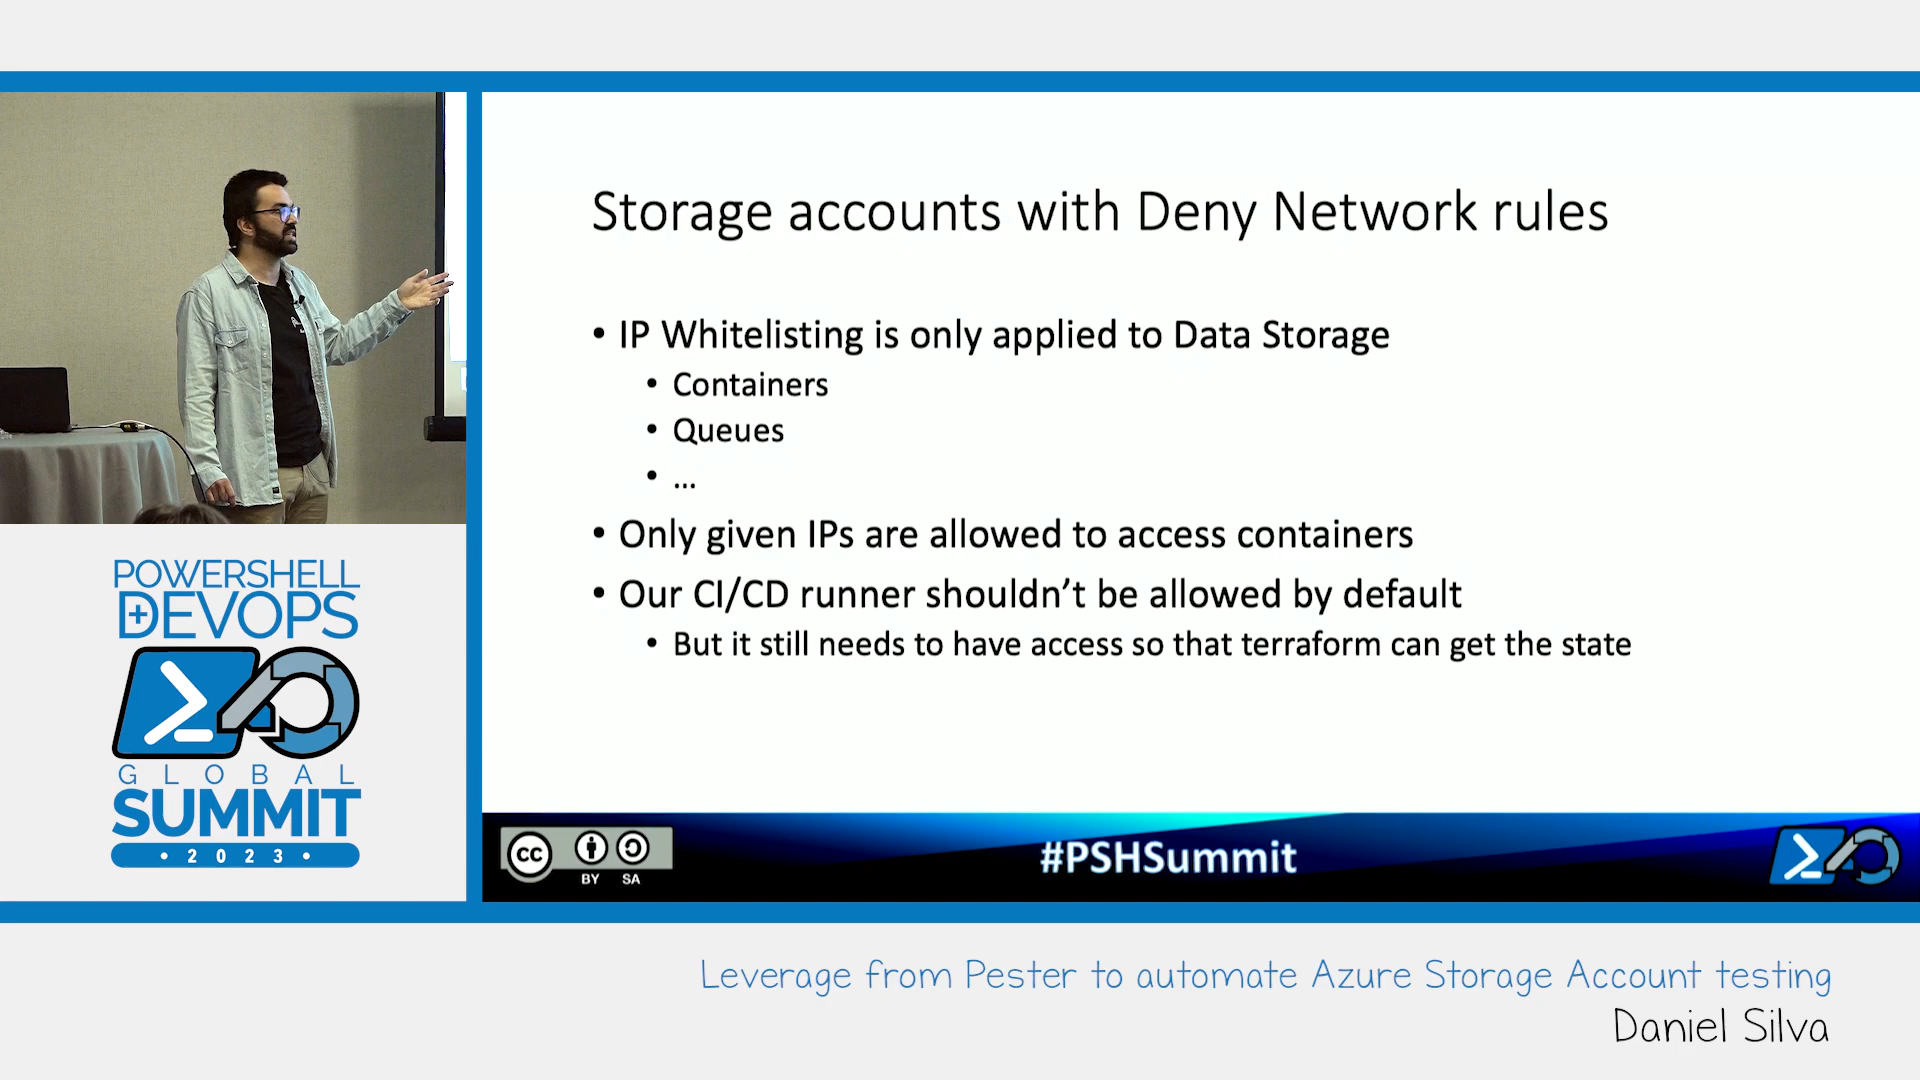 Storage accounts with Deny Network rules
• IP Whitelisting is only applied to Data Storage
• Containers
• Queues
• ...
• Only given IPs are allowed to access containers
• Our CI/CD runner shouldn't be allowed by default
• But it still needs to have access so that terraform can get the state
POWERSHELL
+DEVOPS
GLOBAL
SUMMIT
• 2023 •
cc
BY SA
#PSHSummit
Leverage from Pester to automate Azure Storage Account testing
Daniel Silva